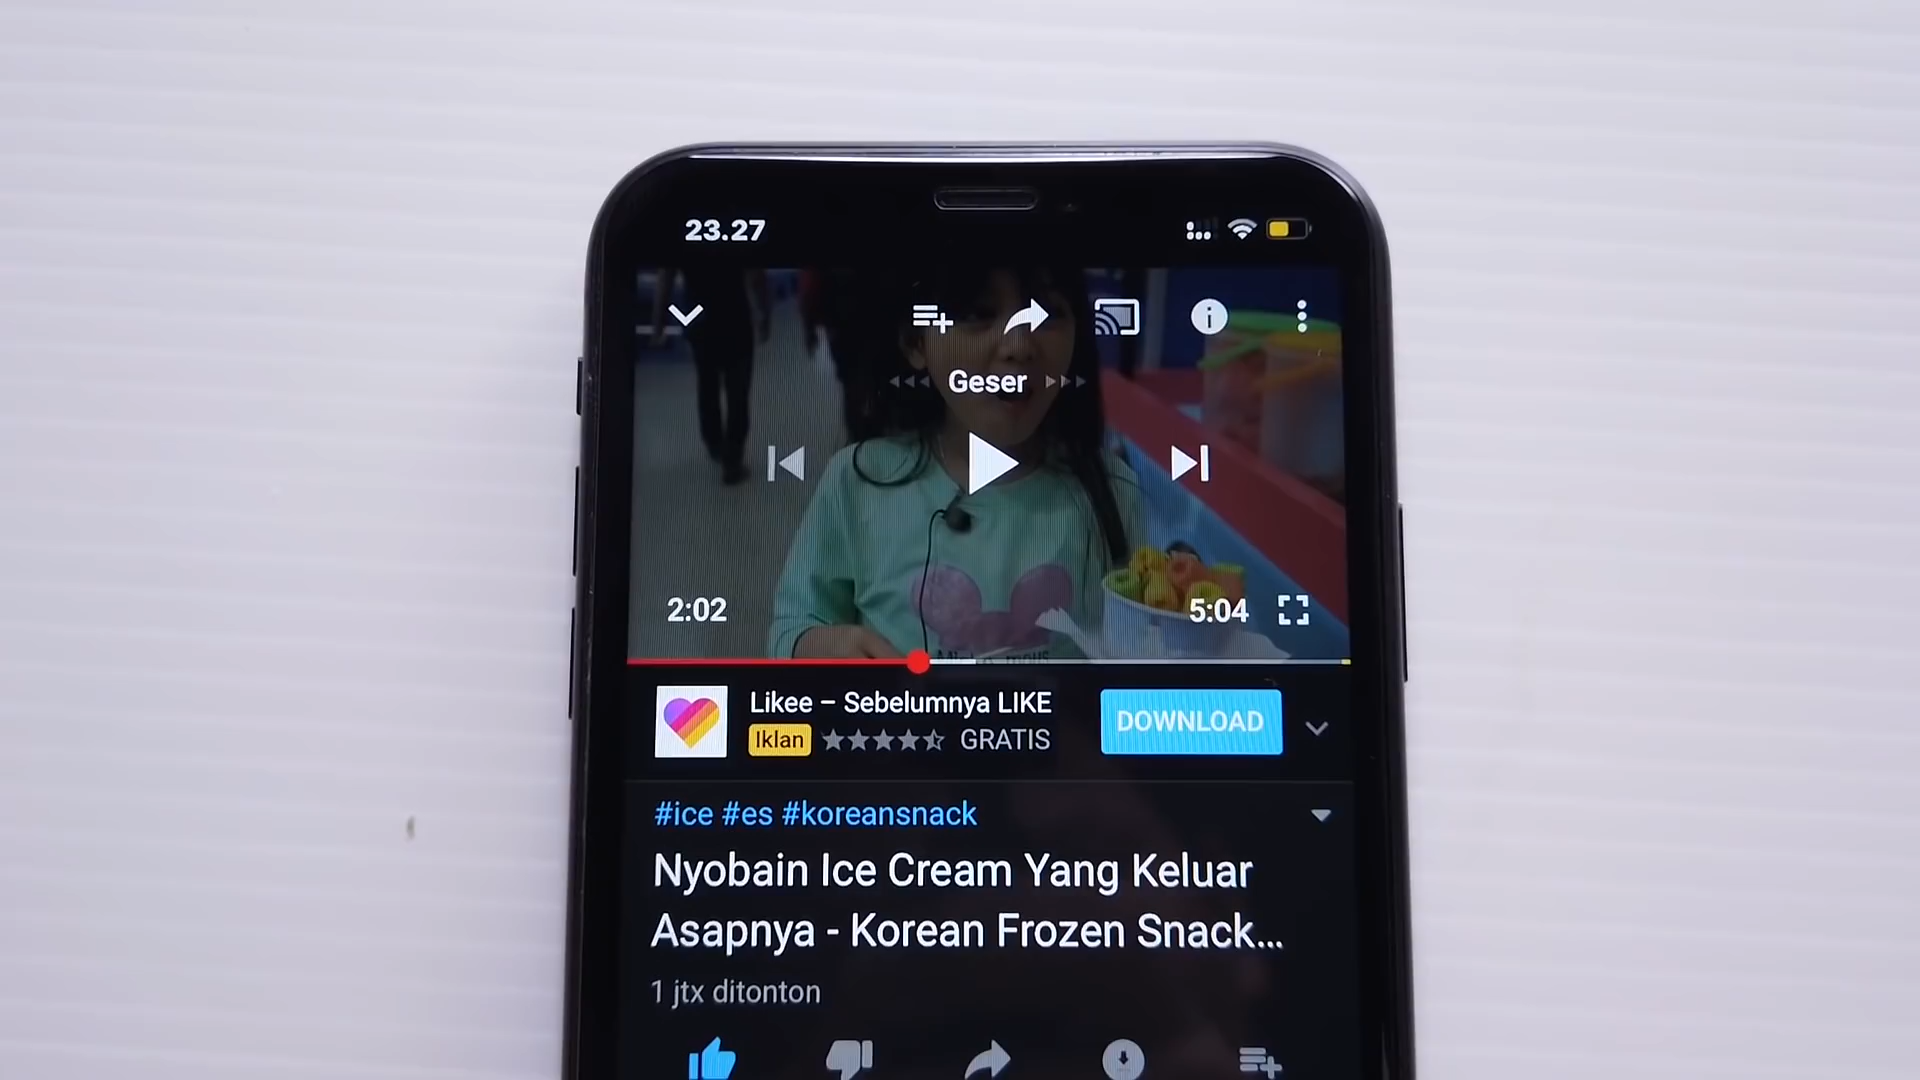 23.27
Geser
2:02
5:04
Likee – Sebelumnya LIKE
Iklan
GRATIS
DOWNLOAD
#ice #es #koreansnack
Nyobain Ice Cream Yang Keluar
Asapnya - Korean Frozen Snack...
1 jtx ditonton